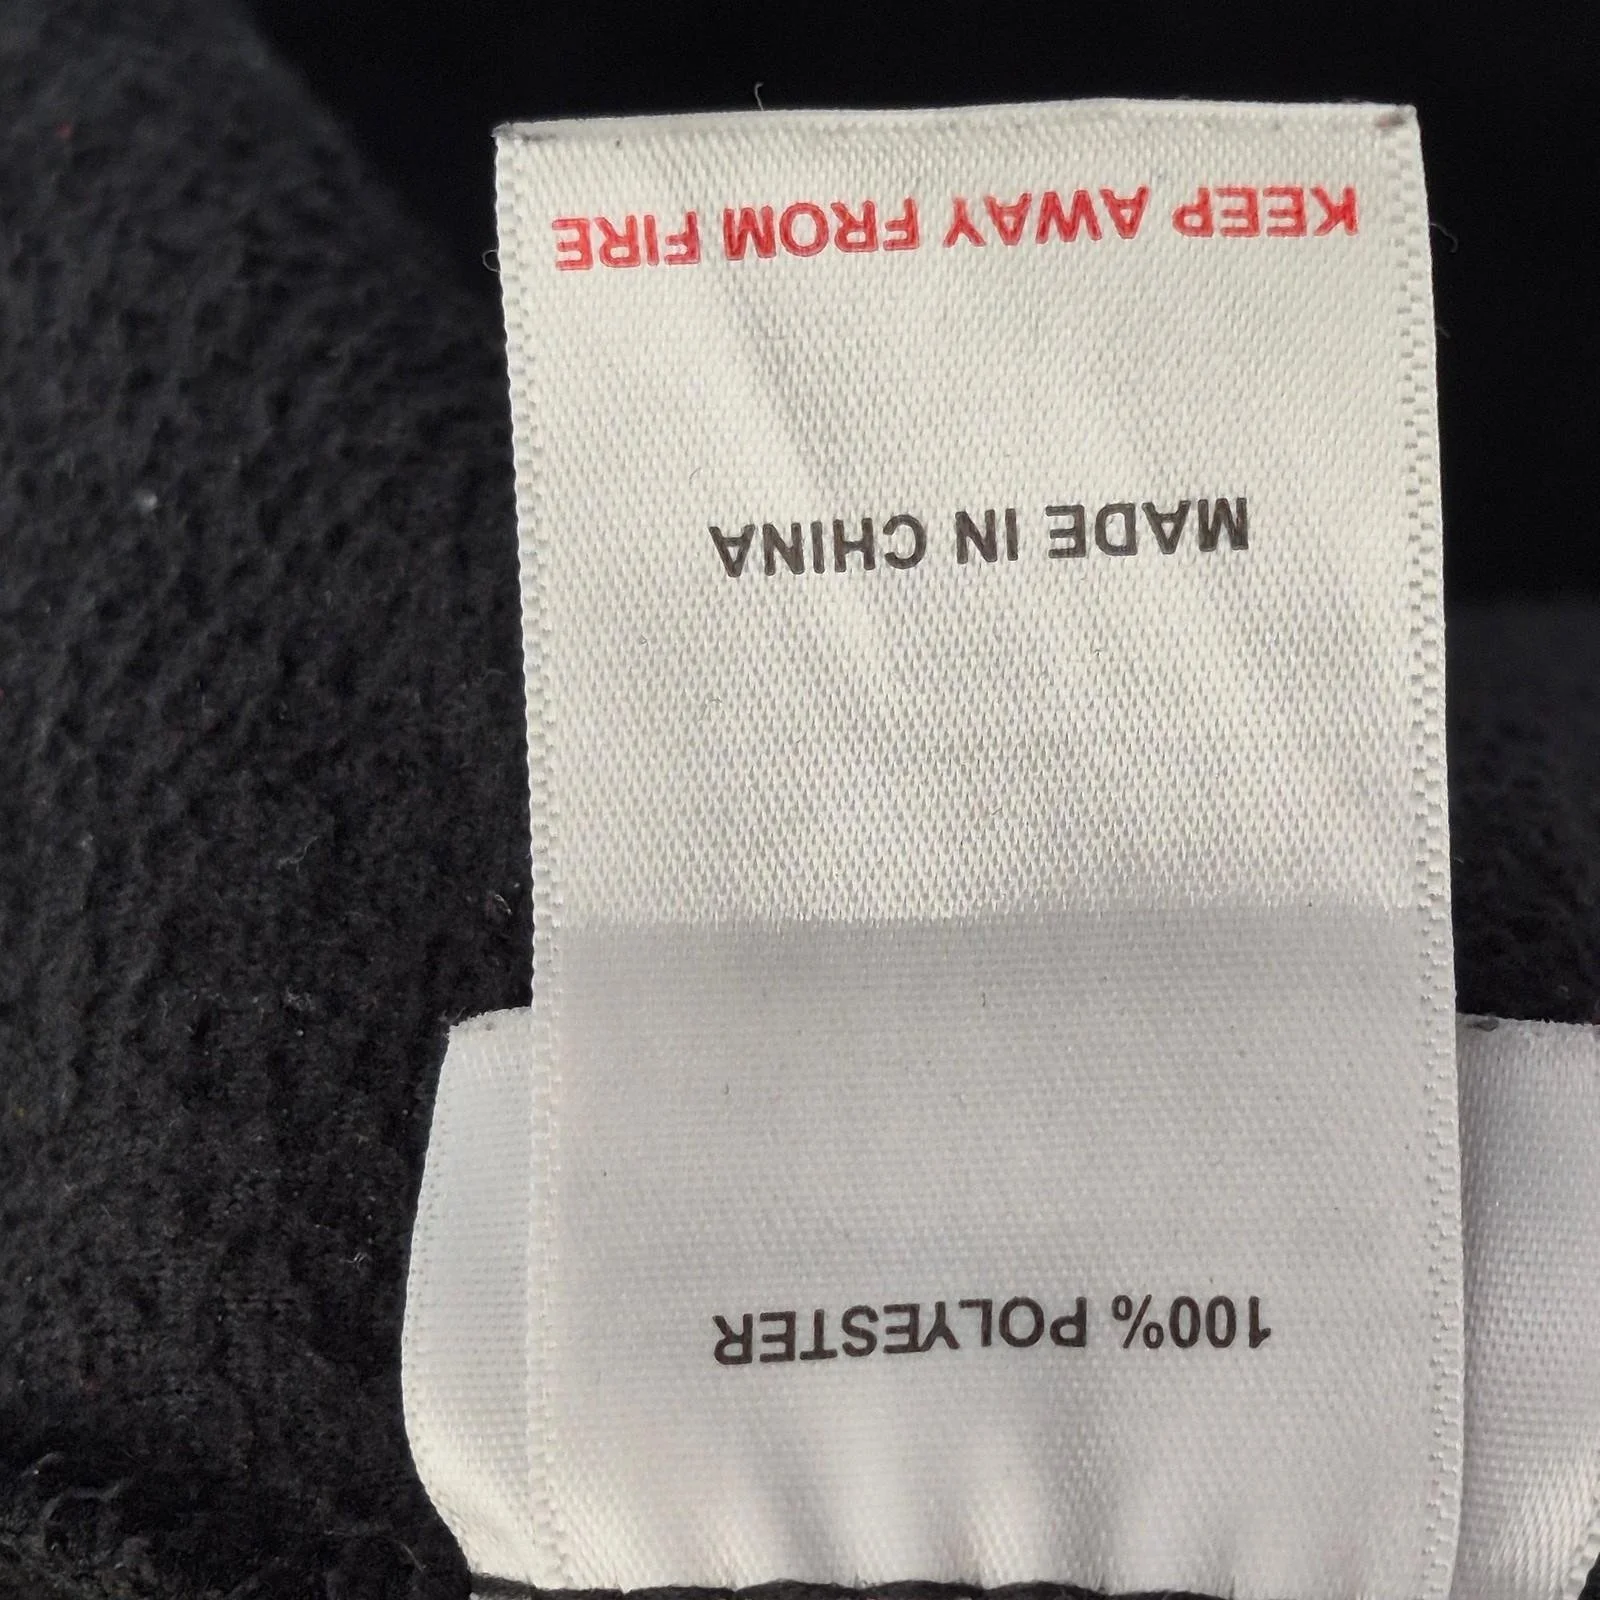 100% POLYESTER
MADE IN CHINA
KEEP AWAY FROM FIRE